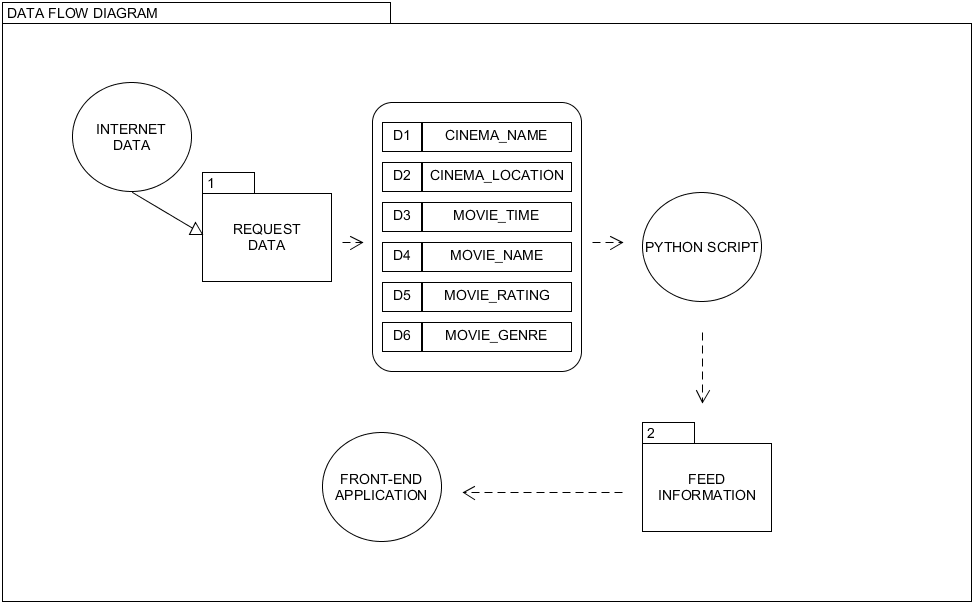 DATA FLOW DIAGRAM
INTERNET
DATA
1
REQUEST
DATA
D1 CINEMA_NAME
D2 CINEMA_LOCATION
D3 MOVIE_TIME
D4 MOVIE_NAME
D5 MOVIE_RATING
D6 MOVIE_GENRE
PYTHON SCRIPT
2
FEED
INFORMATION
FRONT-END
APPLICATION